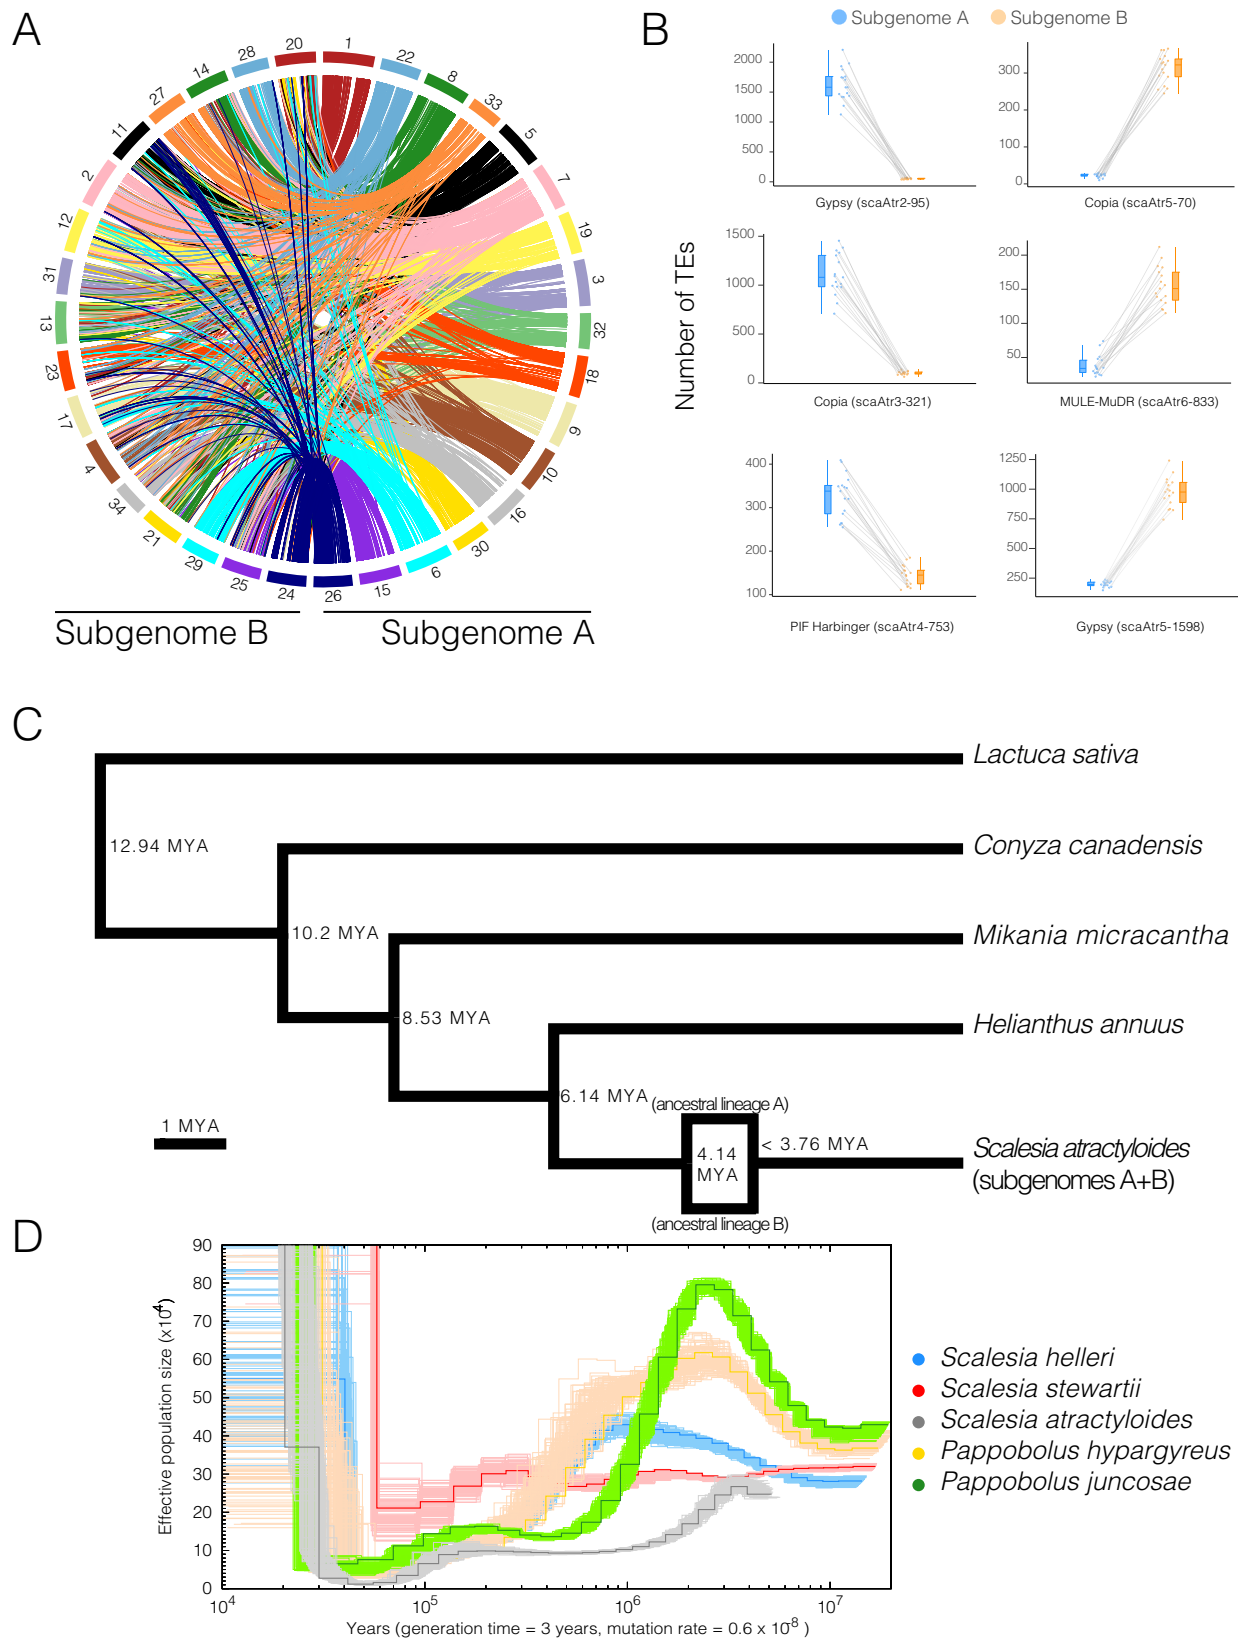 A
20
1
22
8
33
5
7
19
3
32
18
9
10
16
30
6
15
26
24
25
29
21
34
4
17
23
13
31
12
2
11
27
14
28
Subgenome B
Subgenome A
B
Subgenome A
Subgenome B
Number of TEs
2000
1500
1000
500
0
Gypsy (scaAtr2-95)
300
200
100
0
Copia (scaAtr5-70)
1500
1000
500
0
Copia (scaAtr3-321)
200
150
100
50
MULE-MuDR (scaAtr6-833)
400
300
200
100
PIF Harbinger (scaAtr4-753)
1250
1000
750
500
250
Gypsy (scaAtr5-1598)
C
Lactuca sativa
12.94 MYA
Conyza canadensis
10.2 MYA
Mikania micracantha
8.53 MYA
Helianthus annuus
6.14 MYA
(ancestral lineage A)
1 MYA
4.14
MYA
< 3.76 MYA
Scalesia atractyloides
(subgenomes A+B)
(ancestral lineage B)
D
Effective population size (x10⁴)
90
80
70
60
50
40
30
20
10
0
10⁴
10⁵
10⁶
10⁷
Years (generation time = 3 years, mutation rate = 0.6 x 10⁻⁸ )
Scalesia helleri
Scalesia stewartii
Scalesia atractyloides
Pappobolus hypargyreus
Pappobolus juncosae